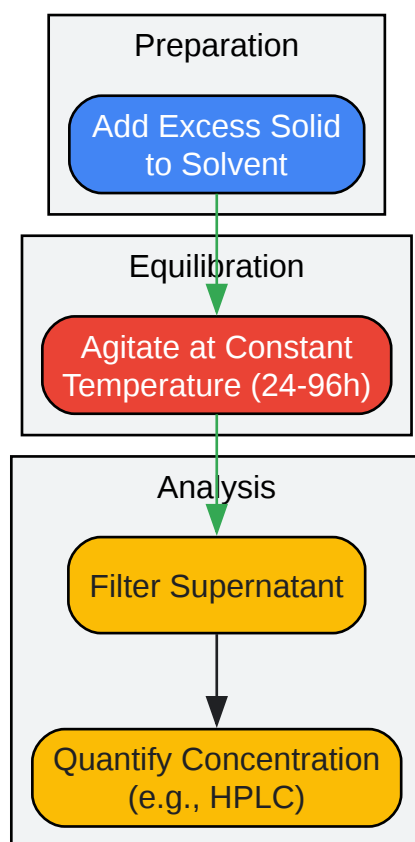 Preparation
Add Excess Solid
to Solvent
Equilibration
Agitate at Constant
Temperature (24-96h)
Analysis
Filter Supernatant
Quantify Concentration
(e.g., HPLC)